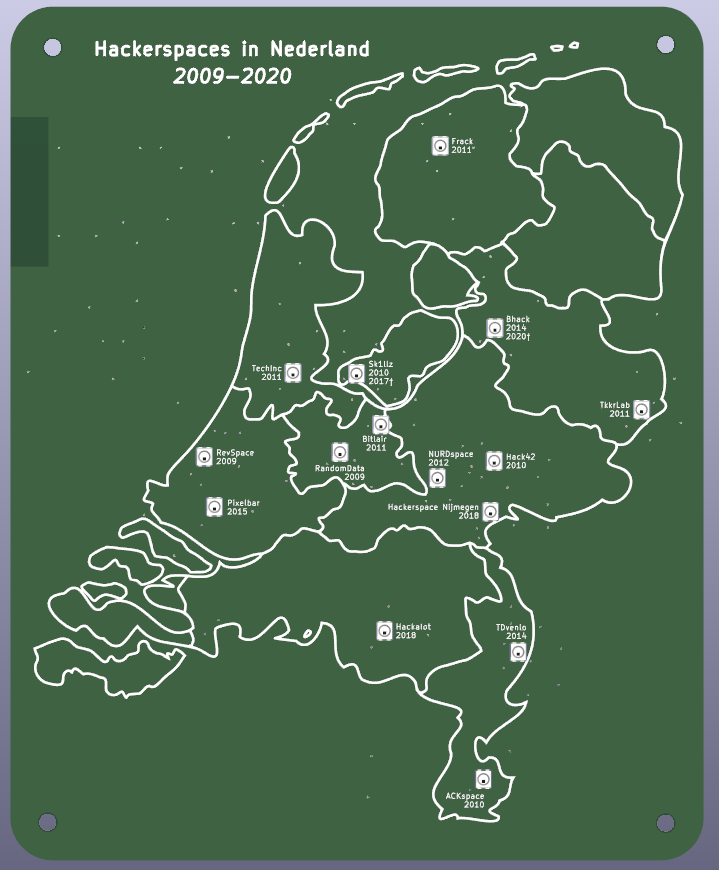 Hackerspaces in Nederland
2009–2020
Frack
2011"
Bhack
2014
2020†
TechInc
2011
Sk1llz
2010
2017†
TkkrLab
2011
Bitlair
2011
RevSpace
2009
RandomData
2009
NURDspace
2012
Hack42
2010
Pixelbar
2015
Hackerspace Nijmegen
2018
Hackalot
2018
TDvenlo
2014
ACKspace
2010